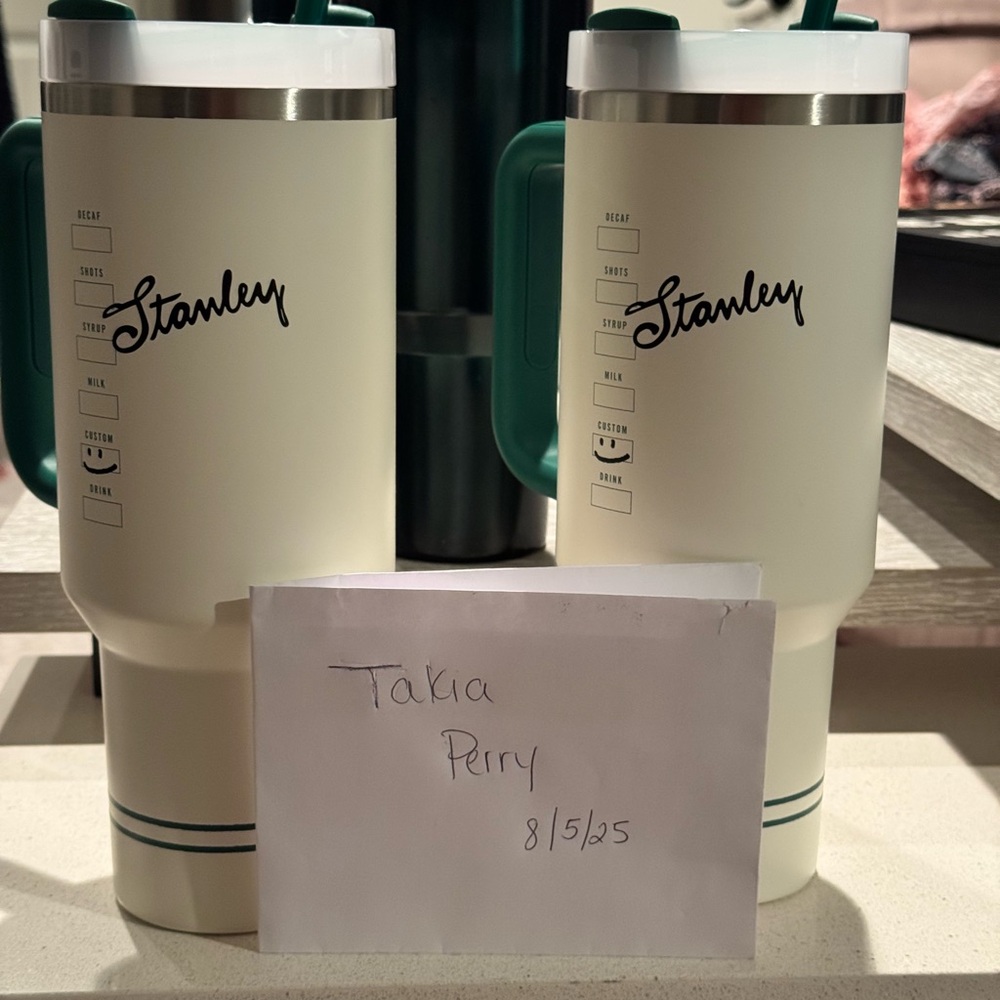 DECAF
SHOTS
SYRUP
MILK
CUSTOM
DRINK
Stanley
DECAF
SHOTS
SYRUP
MILK
CUSTOM
DRINK
Stanley
Takia
Perry
8/5/25